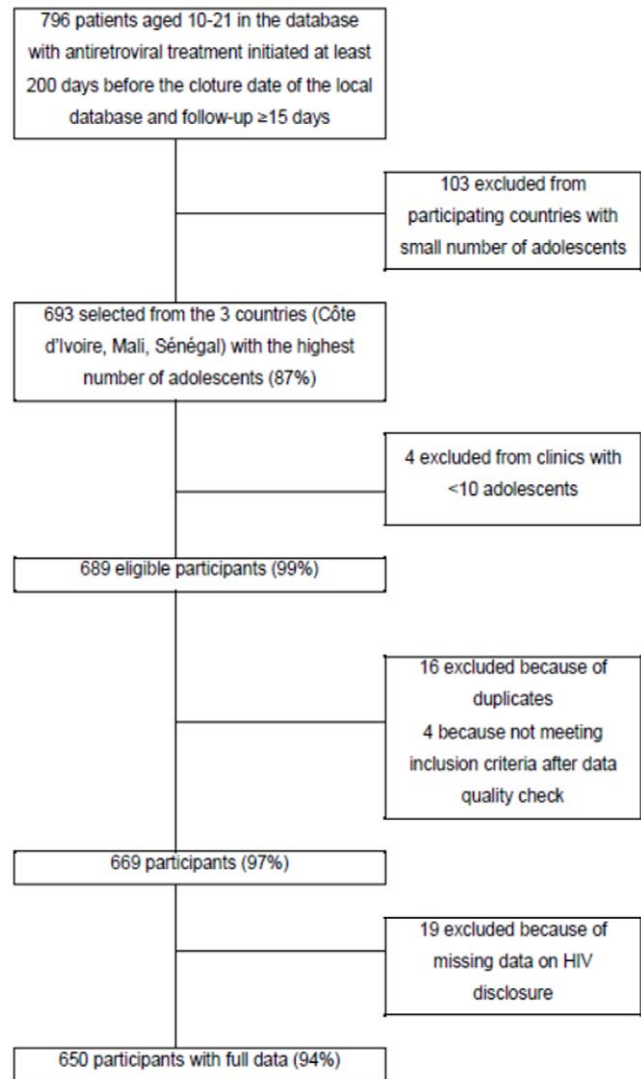 796 patients aged 10-21 in the database
with antiretroviral treatment initiated at least
200 days before the cloture date of the local
database and follow-up ≥15 days
103 excluded from
participating countries with
small number of adolescents
693 selected from the 3 countries (Côte
d'Ivoire, Mali, Sénégal) with the highest
number of adolescents (87%)
4 excluded from clinics with
<10 adolescents
689 eligible participants (99%)
16 excluded because of
duplicates
4 because not meeting
inclusion criteria after data
quality check
669 participants (97%)
19 excluded because of
missing data on HIV
disclosure
650 participants with full data (94%)